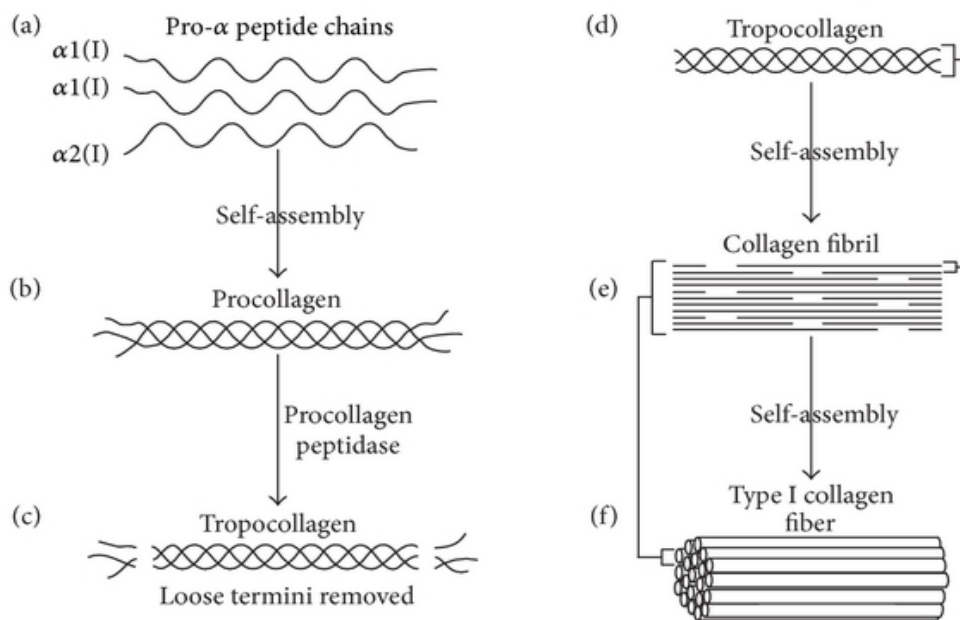 (a)
Pro-α peptide chains
α1(I)
α1(I)
α2(I)
Self-assembly
(b)
Procollagen
Procollagen
peptidase
(c)
Tropocollagen
Loose termini removed
(d)
Tropocollagen
Self-assembly
Collagen fibril
(e)
Self-assembly
Type I collagen
(f)
fiber